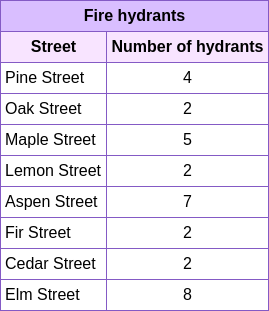 Fire hydrants
Street Number of hydrants
Pine Street 4
Oak Street 2
Maple Street 5
Lemon Street 2
Aspen Street 7
Fir Street 2
Cedar Street 2
Elm Street 8